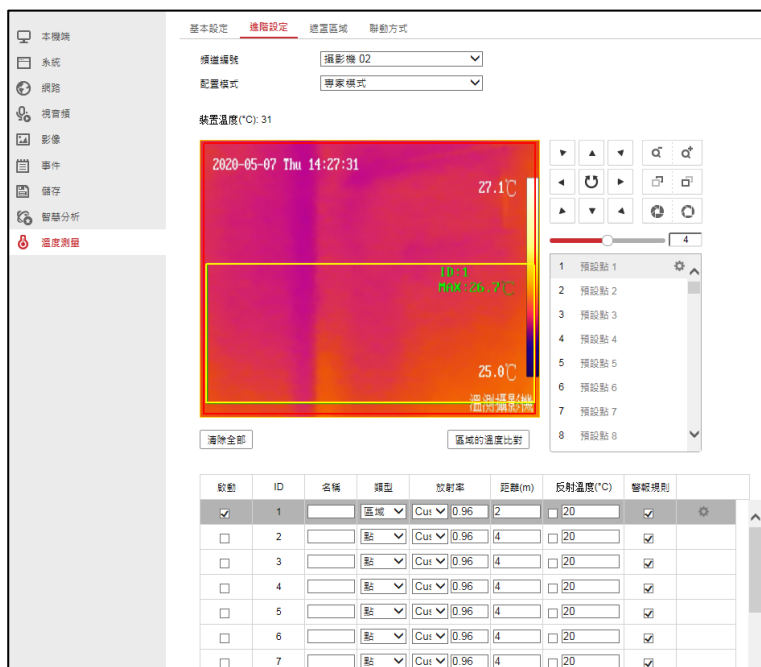 本機端
系統
網路
視音頻
影像
事件
儲存
智慧分析
溫度測量
基本設定 進階設定 遮罩區域 聯動方式
頻道編號 攝影機 02
配置模式 專家模式
裝置溫度(°C): 31
2020-05-07 Thu 14:27:31
27.1℃
ID:1
MAX:26.7℃
25.0℃
溫測攝影機
4
1 預設點 1
2 預設點 2
3 預設點 3
4 預設點 4
5 預設點 5
6 預設點 6
7 預設點 7
8 預設點 8
清除全部 區域的溫度比對
啟動 ID 名稱 類型 放射率 距離(m) 反射溫度(°C) 警報規則
1 區域 Cus 0.96 2 20
2 點 Cus 0.96 4 20
3 點 Cus 0.96 4 20
4 點 Cus 0.96 4 20
5 點 Cus 0.96 4 20
6 點 Cus 0.96 4 20
7 點 Cus 0.96 4 20